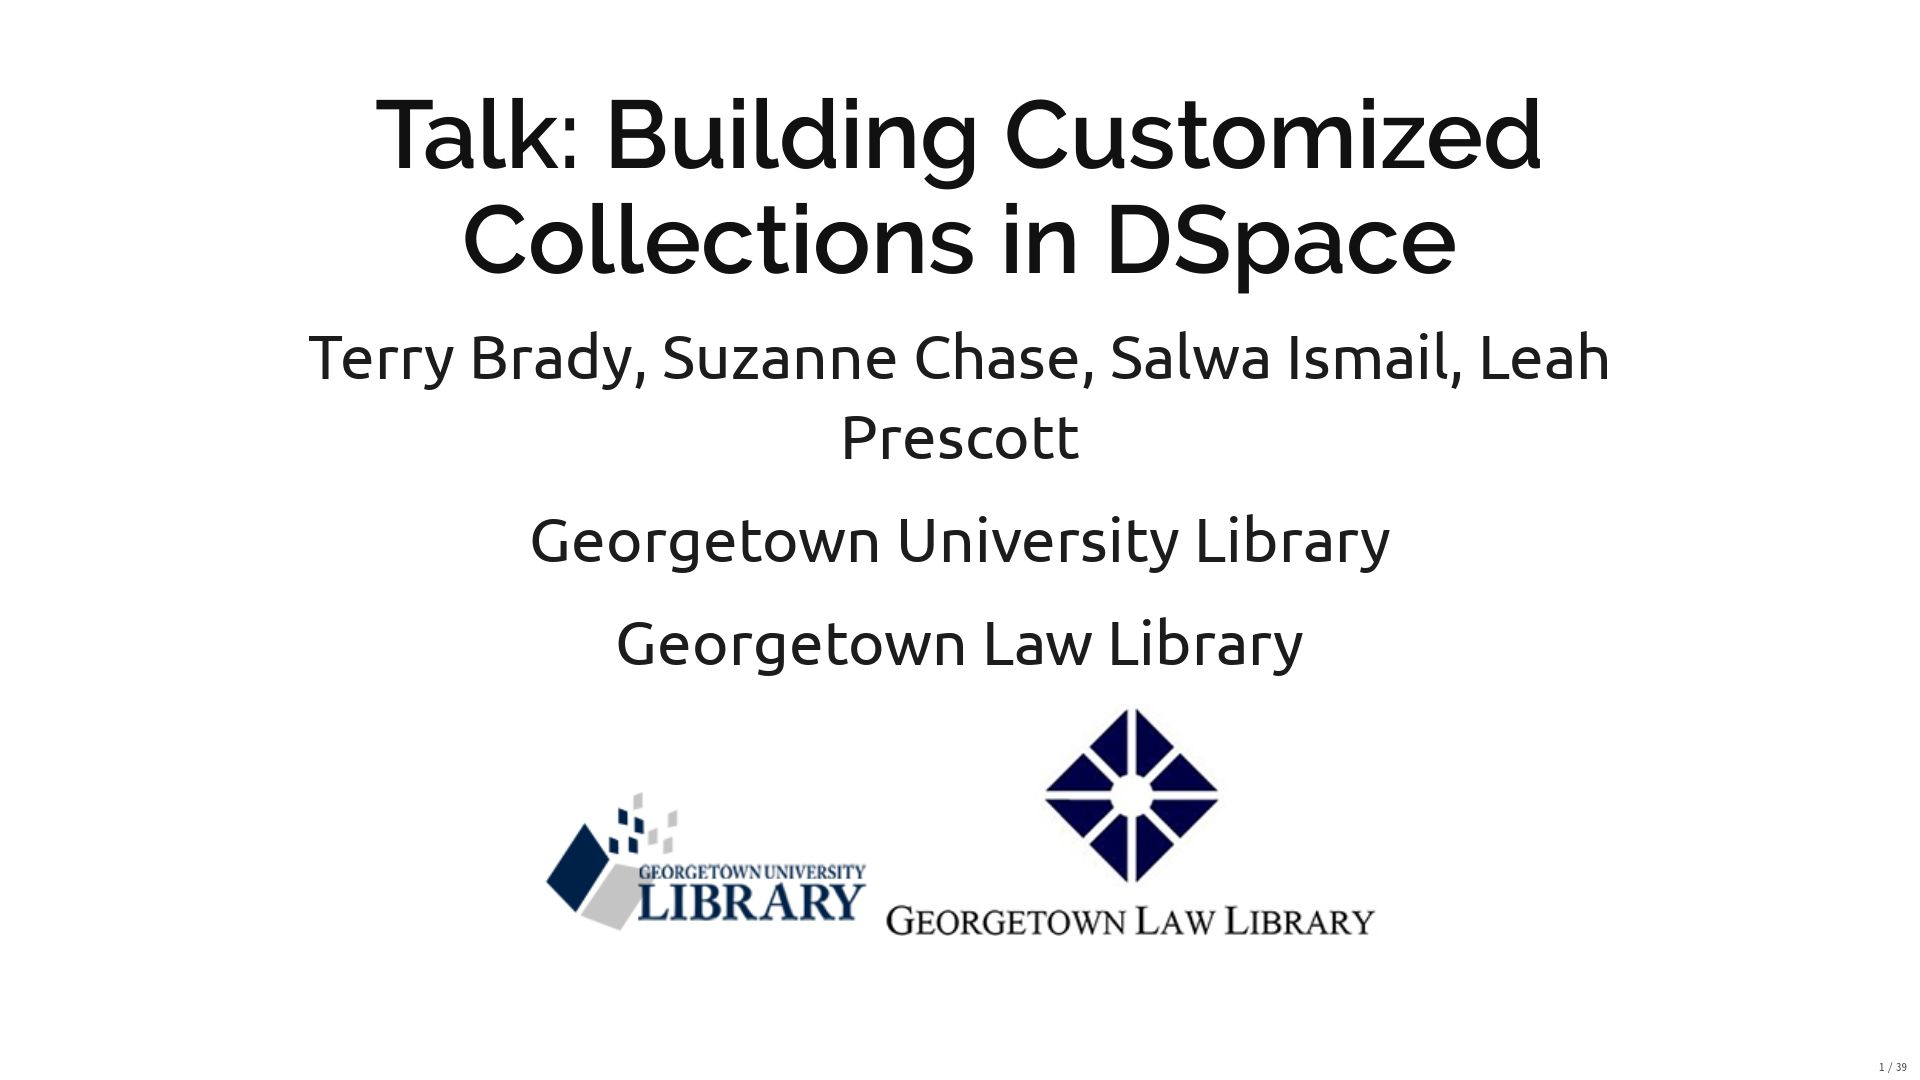 Talk: Building Customized
Collections in DSpace
Terry Brady, Suzanne Chase, Salwa Ismail, Leah
Prescott
Georgetown University Library
Georgetown Law Library
GEORGETOWN UNIVERSITY
LIBRARY
GEORGETOWN LAW LIBRARY
1 / 39